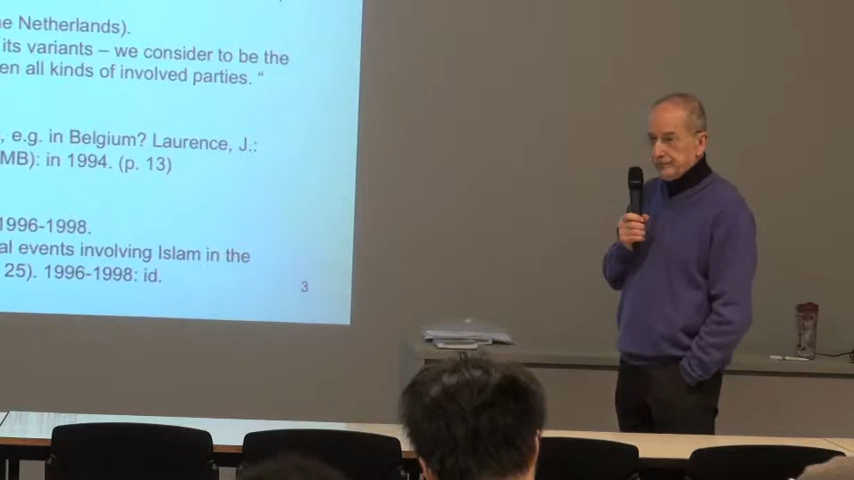 e Netherlands).
its variants – we consider to be the
en all kinds of involved parties. “
, e.g. in Belgium? Laurence, J.:
MB): in 1994. (p. 13)
1996-1998.
al events involving Islam in the
25). 1996-1998: id.
3